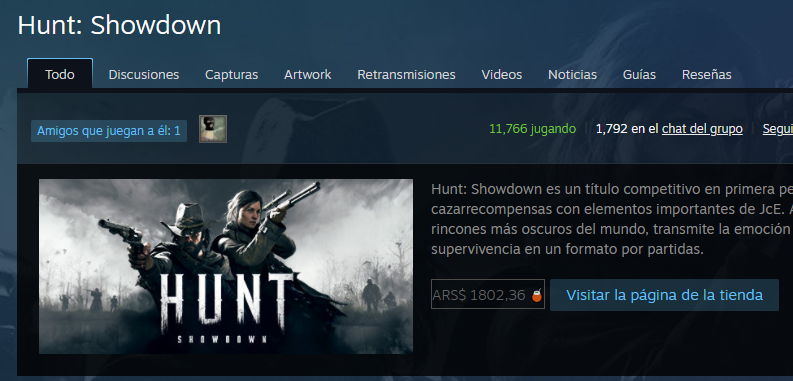 Hunt: Showdown
Todo Discusiones Capturas Artwork Retransmisiones Videos Noticias Guías Reseñas
Amigos que juegan a él: 1
11,766 jugando 1,792 en el chat del grupo Segui
Hunt: Showdown es un título competitivo en primera pe
cazarrecompensas con elementos importantes de JcE. A
rincones más oscuros del mundo, transmite la emoción
supervivencia en un formato por partidas.
HUNT
SHOWDOWN
ARS$ 1802,36 Visitar la página de la tienda